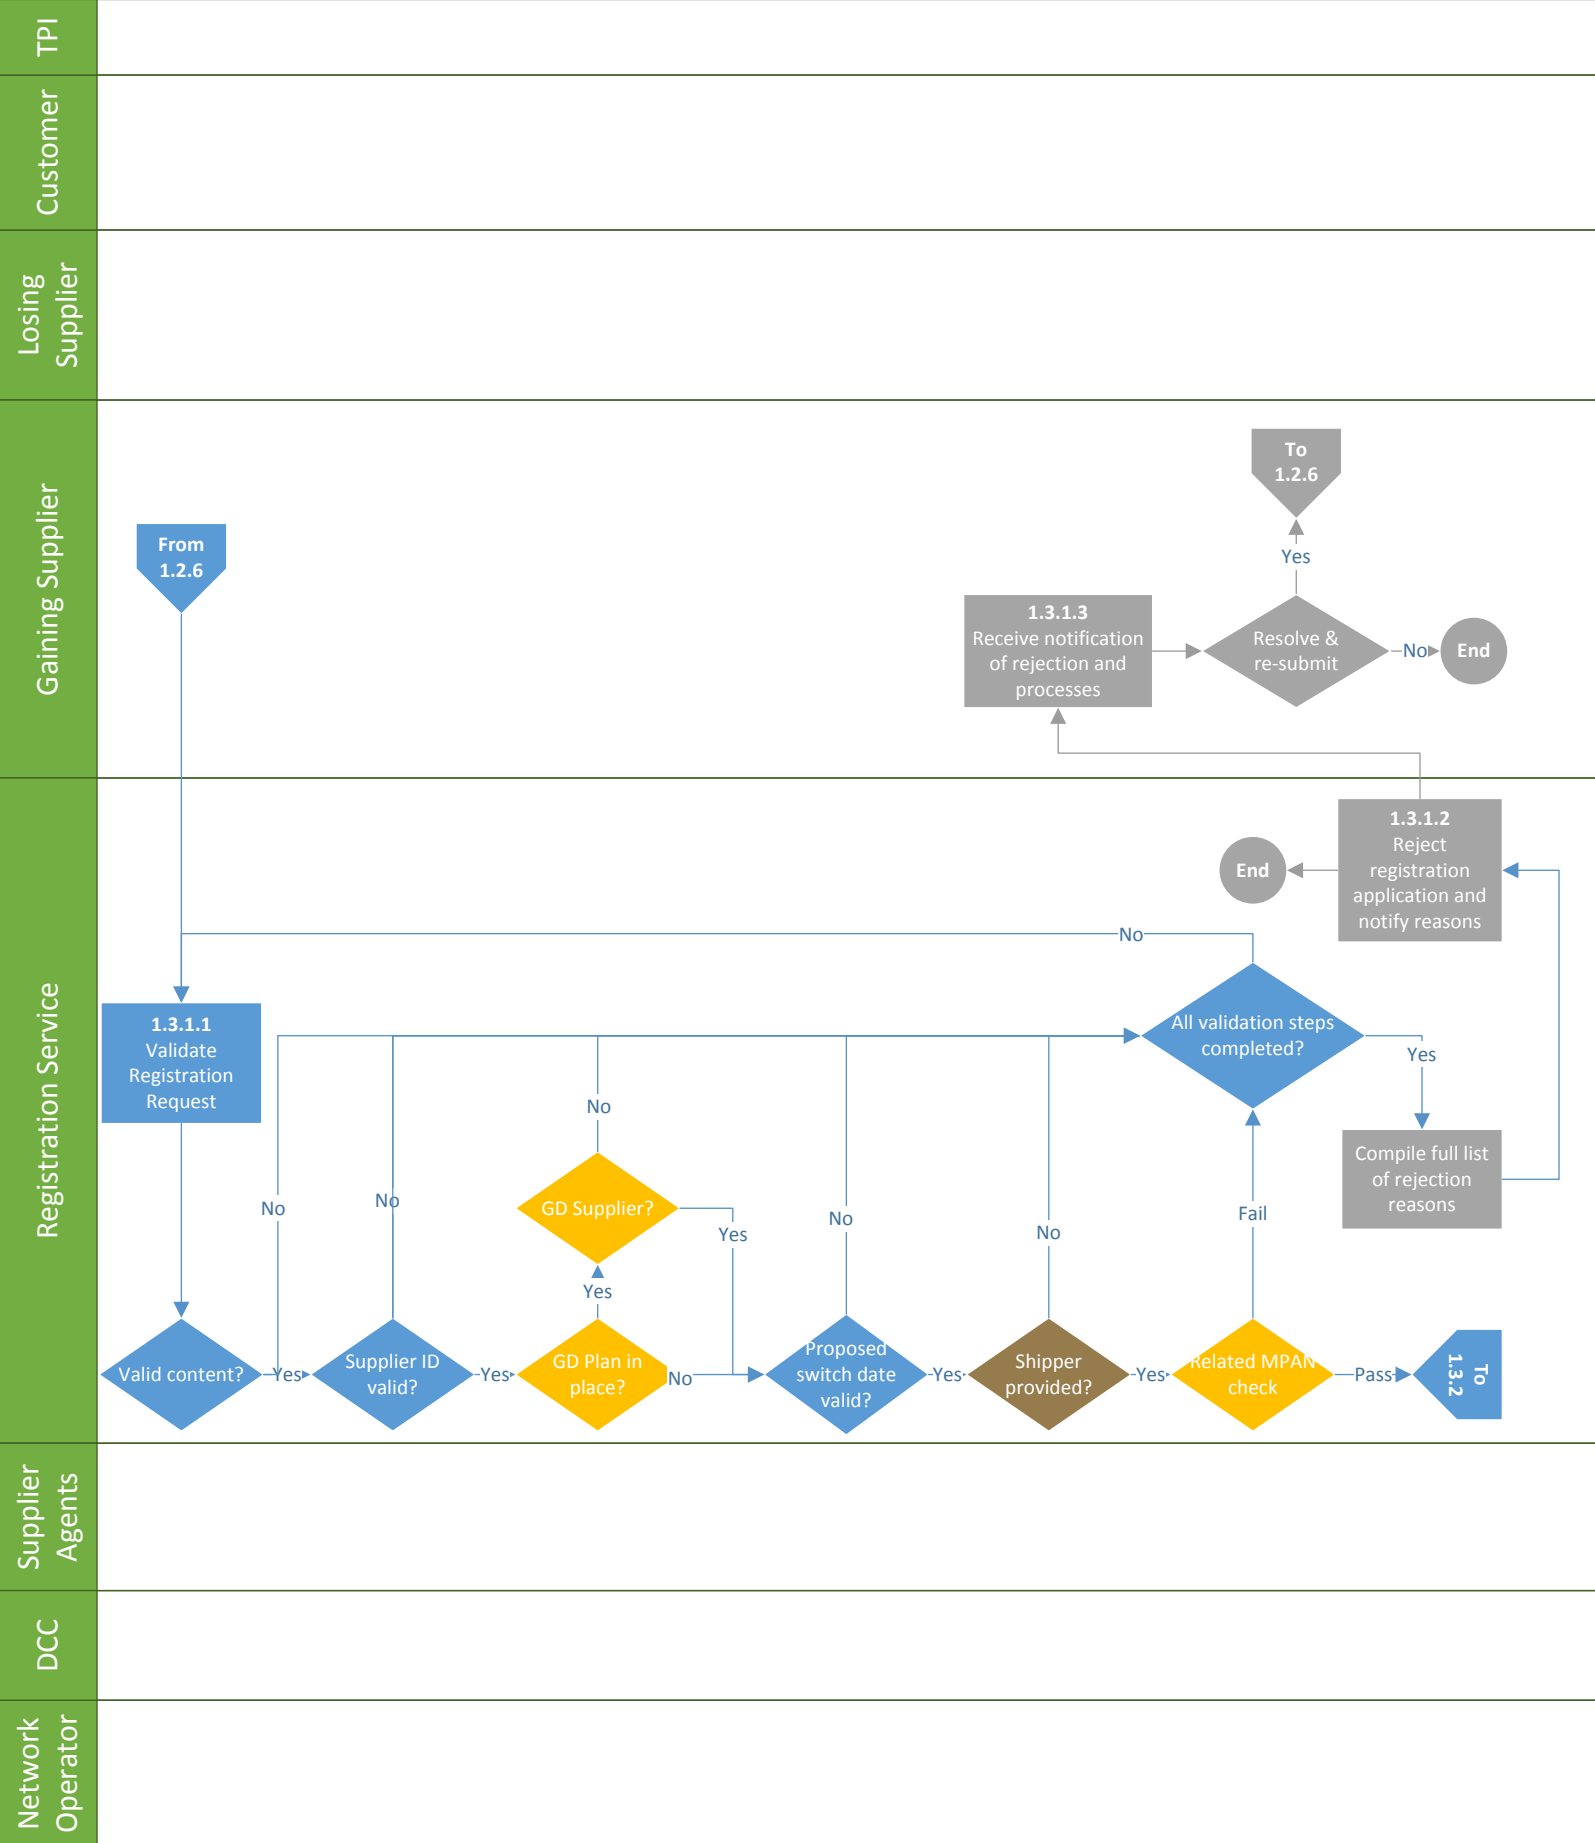 TPI
Customer
Losing
Supplier
Gaining Supplier
To
1.2.6
From
1.2.6
Yes
1.3.1.3
Receive notification
of rejection and
processes
Resolve &
re-submit
No
End
Registration Service
1.3.1.2
Reject
registration
application and
notify reasons
End
No
1.3.1.1
Validate
Registration
Request
All validation steps
completed?
Yes
No
Compile full list
of rejection
reasons
No
No
GD Supplier?
Yes
No
No
Fail
Yes
Valid content?
Yes
Supplier ID
valid?
Yes
GD Plan in
place?
No
Proposed
switch date
valid?
Yes
Shipper
provided?
Yes
Related MPAN
check
Pass
To
1.3.2
Supplier
Agents
DCC
Network
Operator